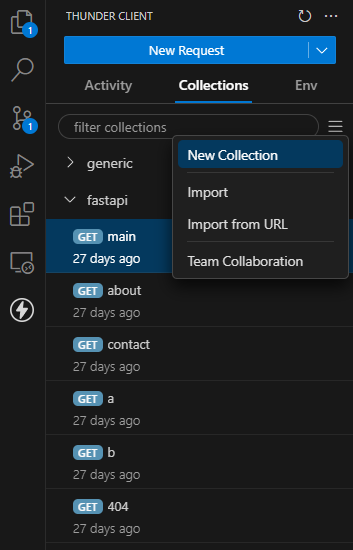 THUNDER CLIENT
1
New Request
Activity
Collections
Env
filter collections
New Collection
generic
Import
fastapi
Import from URL
GET main
27 days ago
Team Collaboration
GET about
27 days ago
GET contact
27 days ago
GET a
27 days ago
GET b
27 days ago
GET 404
27 days ago
1